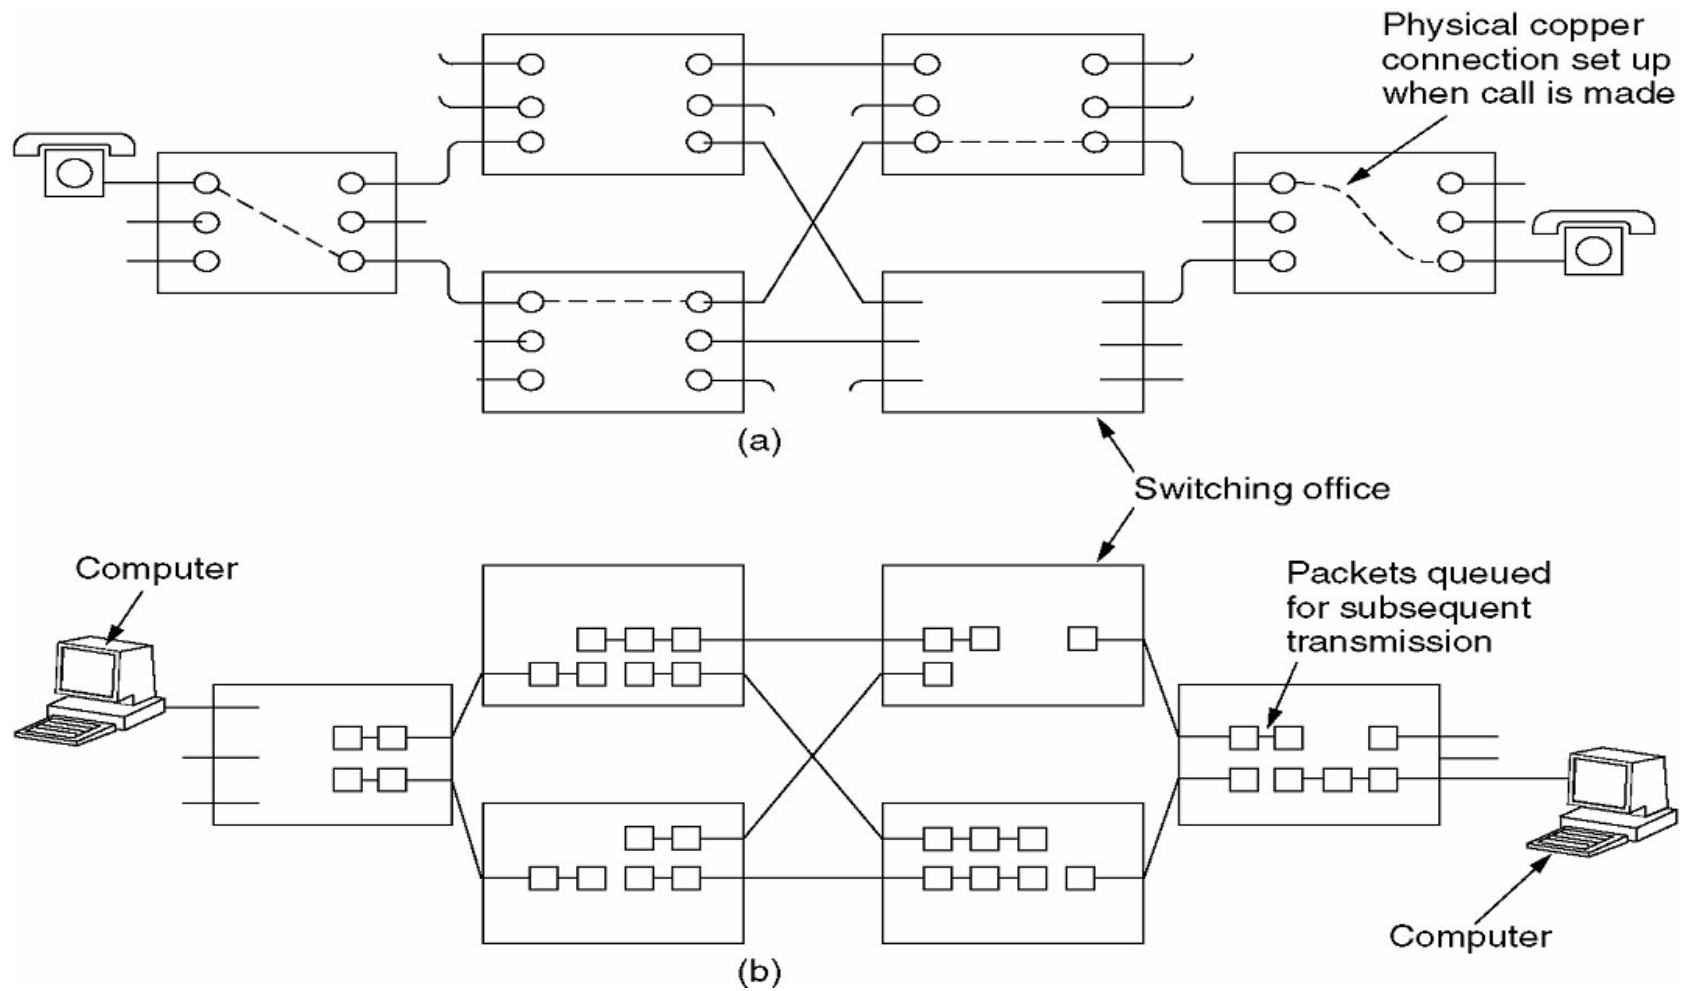 Physical copper
connection set up
when call is made
(a)
Switching office
Computer
Packets queued
for subsequent
transmission
Computer
(b)